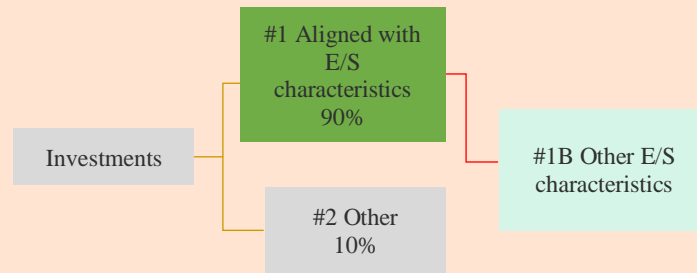 #1 Aligned with
E/S
characteristics
90%
Investments
#1B Other E/S
characteristics
#2 Other
10%